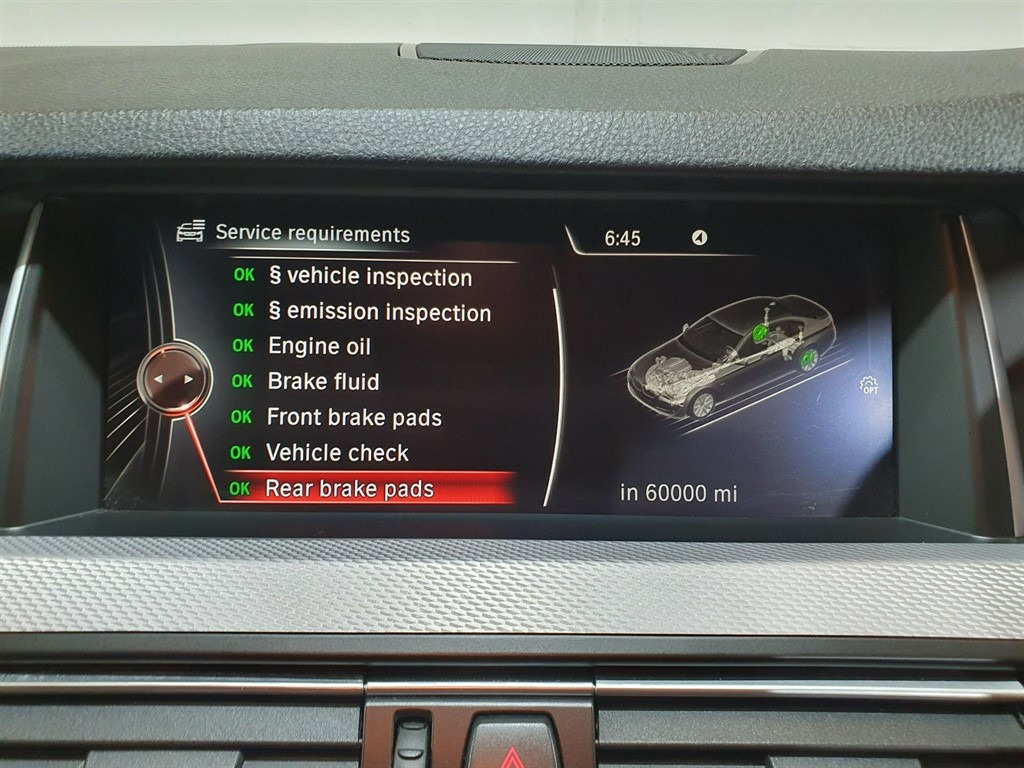 Service requirements
6:45
OK § vehicle inspection
OK § emission inspection
OK Engine oil
OK Brake fluid
OK Front brake pads
OK Vehicle check
OK Rear brake pads
OPT
in 60000 mi